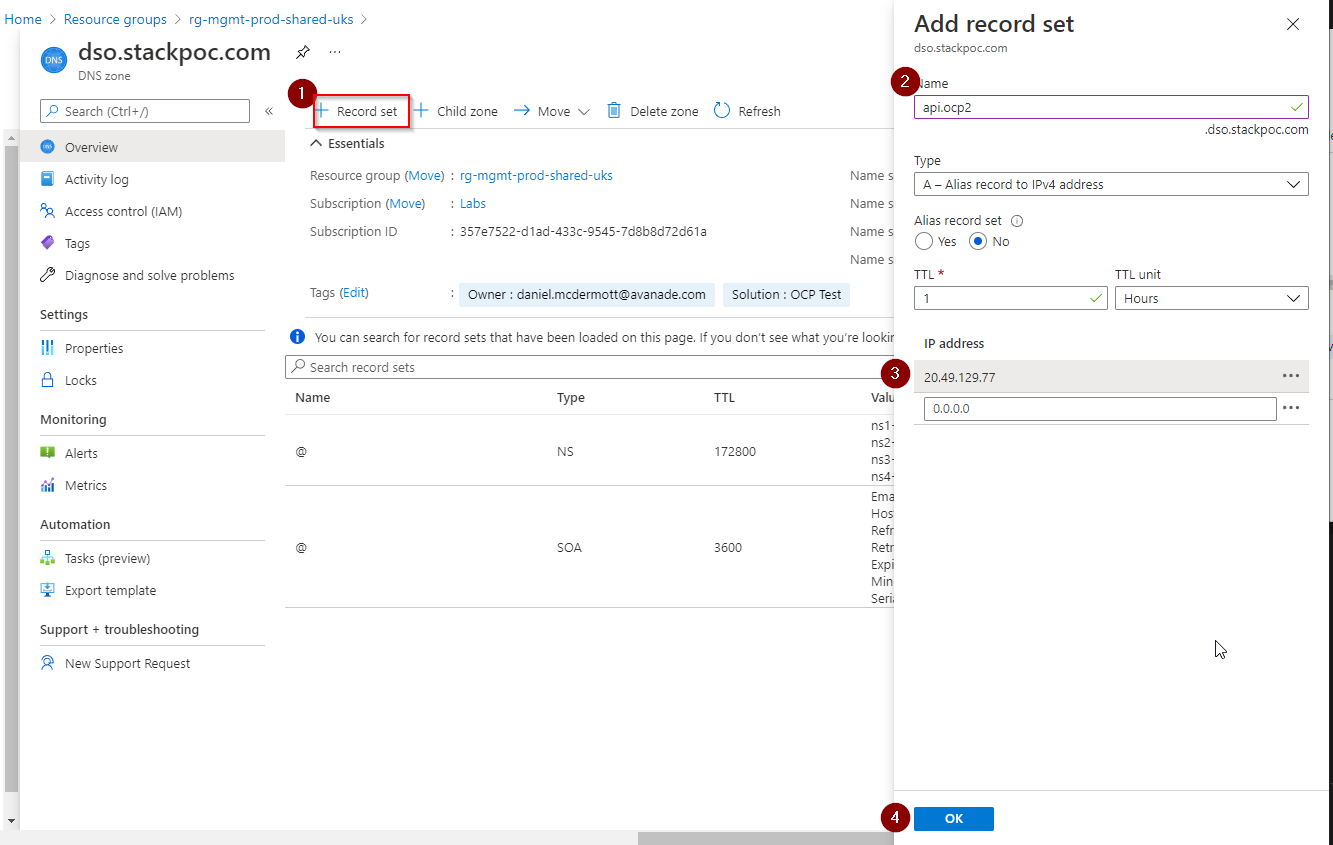 Home > Resource groups > rg-mgmt-prod-shared-uks >
DNS
dso.stackpoc.com
...
DNS zone
Search (Ctrl+/)
«
Overview
Activity log
Access control (IAM)
Tags
Diagnose and solve problems
Settings
Properties
Locks
Monitoring
Alerts
Metrics
Automation
Tasks (preview)
Export template
Support + troubleshooting
New Support Request
1
+ Record set
+ Child zone
Move
Delete zone
Refresh
Essentials
Resource group (Move) : rg-mgmt-prod-shared-uks
Name s
Subscription (Move) : Labs
Name s
Subscription ID : 357e7522-d1ad-433c-9545-7d8b8d72d61a
Name s
Name s
Tags (Edit) : Owner : daniel.mcdermott@avanade.com Solution : OCP Test
You can search for record sets that have been loaded on this page. If you don't see what you're lookin
Search record sets
Name Type TTL Valu
@ NS 172800
ns1-
ns2-
ns3-
ns4-
@ SOA 3600
Ema
Hos
Refr
Retr
Expi
Min
Seria
Add record set
dso.stackpoc.com
2
Name
api.ocp2
.dso.stackpoc.com
Type
A – Alias record to IPv4 address
Alias record set
Yes No
TTL * TTL unit
1 Hours
IP address
3
20.49.129.77 ...
0.0.0.0 ...
4
OK